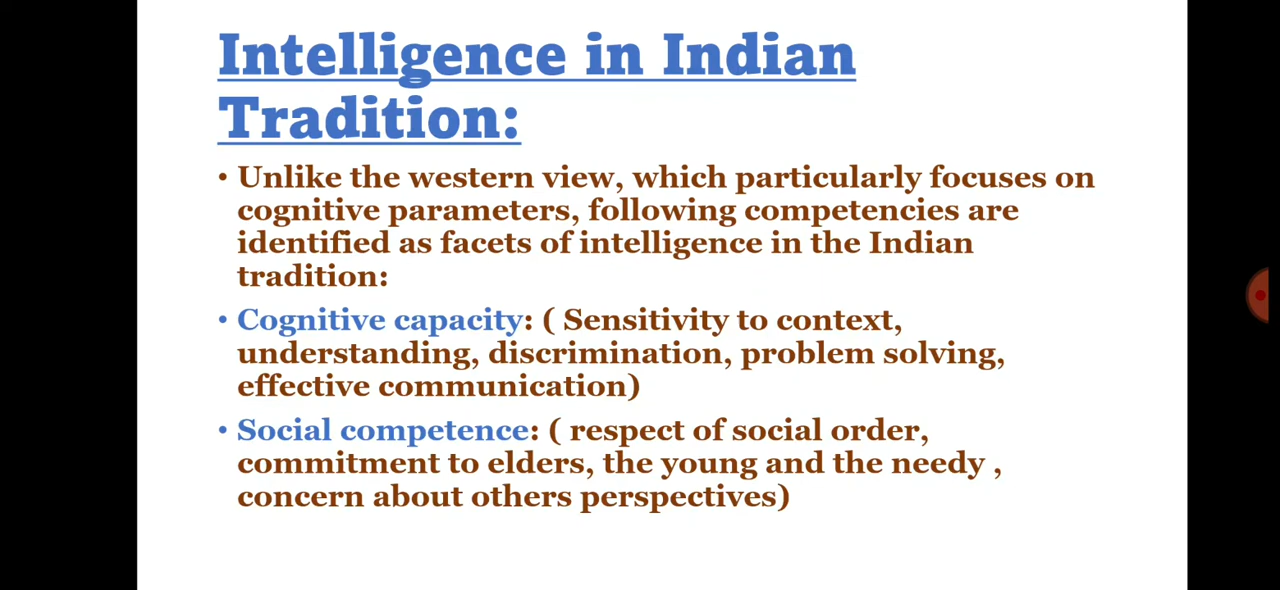 Intelligence in Indian
Tradition:
• Unlike the western view, which particularly focuses on
cognitive parameters, following competencies are
identified as facets of intelligence in the Indian
tradition:
• Cognitive capacity: ( Sensitivity to context,
understanding, discrimination, problem solving,
effective communication)
• Social competence: ( respect of social order,
commitment to elders, the young and the needy ,
concern about others perspectives)